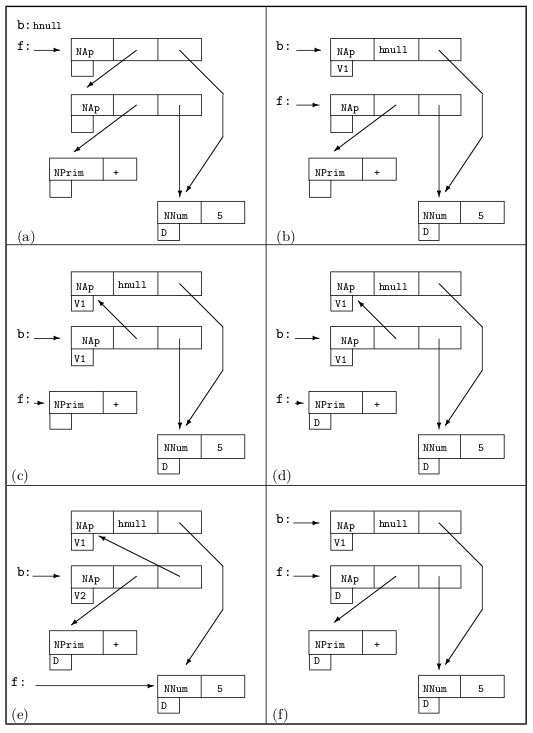 b: hnull
f:
NAp
NAp
NPrim +
NNum 5
D
(a)
b:
NAp hnull
V1
f:
NAp
NPrim +
NNum 5
D
(b)
NAp hnull
V1
b:
NAp
V1
f:
NPrim +
NNum 5
D
(c)
NAp hnull
V1
b:
NAp
V1
f:
NPrim +
D
NNum 5
D
(d)
NAp hnull
V1
b:
NAp
V2
NPrim +
D
f:
NNum 5
D
(e)
b:
NAp hnull
V1
f:
NAp
D
NPrim +
D
NNum 5
D
(f)